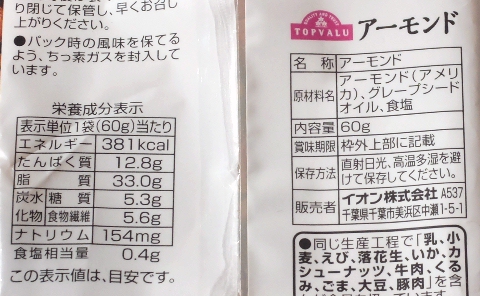 り閉じて保管し、早くお召し
上がりください。
●パック時の風味を保てる
よう、ちっ素ガスを封入して
います。
栄養成分表示
表示単位1袋(60g)当たり
エネルギー 381kcal
たんぱく質 12.8g
脂質 33.0g
炭水化物 糖質 5.3g
食物繊維 5.6g
ナトリウム 154mg
食塩相当量 0.4g
この表示値は、目安です。
TOPVALU アーモンド
名称 アーモンド
原材料名 アーモンド(アメリ
カ)、グレープシード
オイル、食塩
内容量 60g
賞味期限 枠外上部に記載
保存方法 直射日光、高温多湿を避
けて保存してください。
販売者 イオン株式会社 A537
千葉県千葉市美浜区中瀬1-5-1
●同じ生産工程で「乳、小
麦、えび、落花生、いか、カ
シューナッツ、牛肉、くる
み、ごま、大豆、豚肉」を